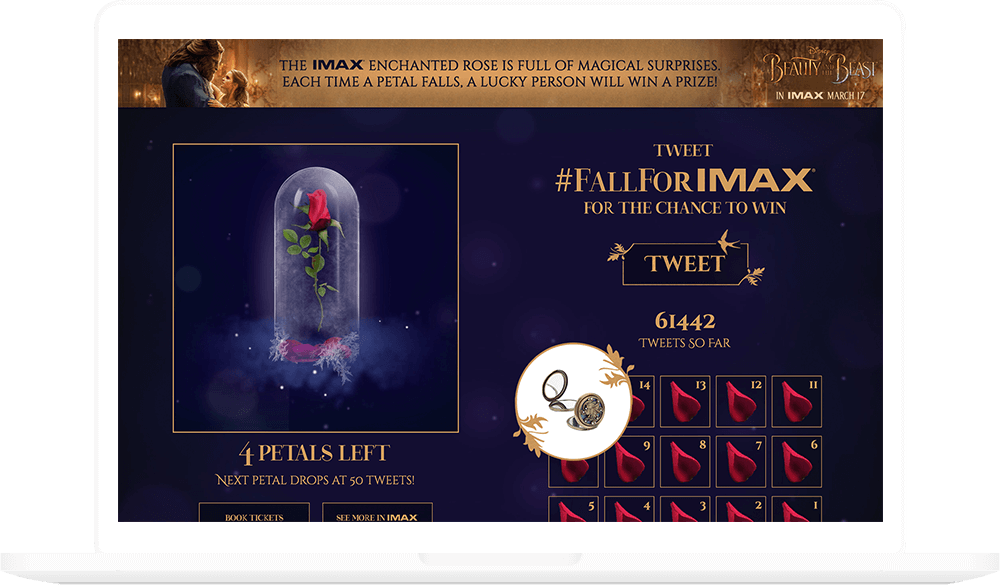 THE IMAX ENCHANTED ROSE IS FULL OF MAGICAL SURPRISES.
EACH TIME A PETAL FALLS, A LUCKY PERSON WILL WIN A PRIZE!
Disney
BEAUTY AND THE BEAST
IN IMAX MARCH 17
4 PETALS LEFT
NEXT PETAL DROPS AT 50 TWEETS!
BOOK TICKETS
SEE MORE IN IMAX
TWEET
#FALLFORIMAX®
FOR THE CHANCE TO WIN
TWEET
61442
TWEETS SO FAR
14 13 12 11
9 8 7 6
5 4 3 2 1